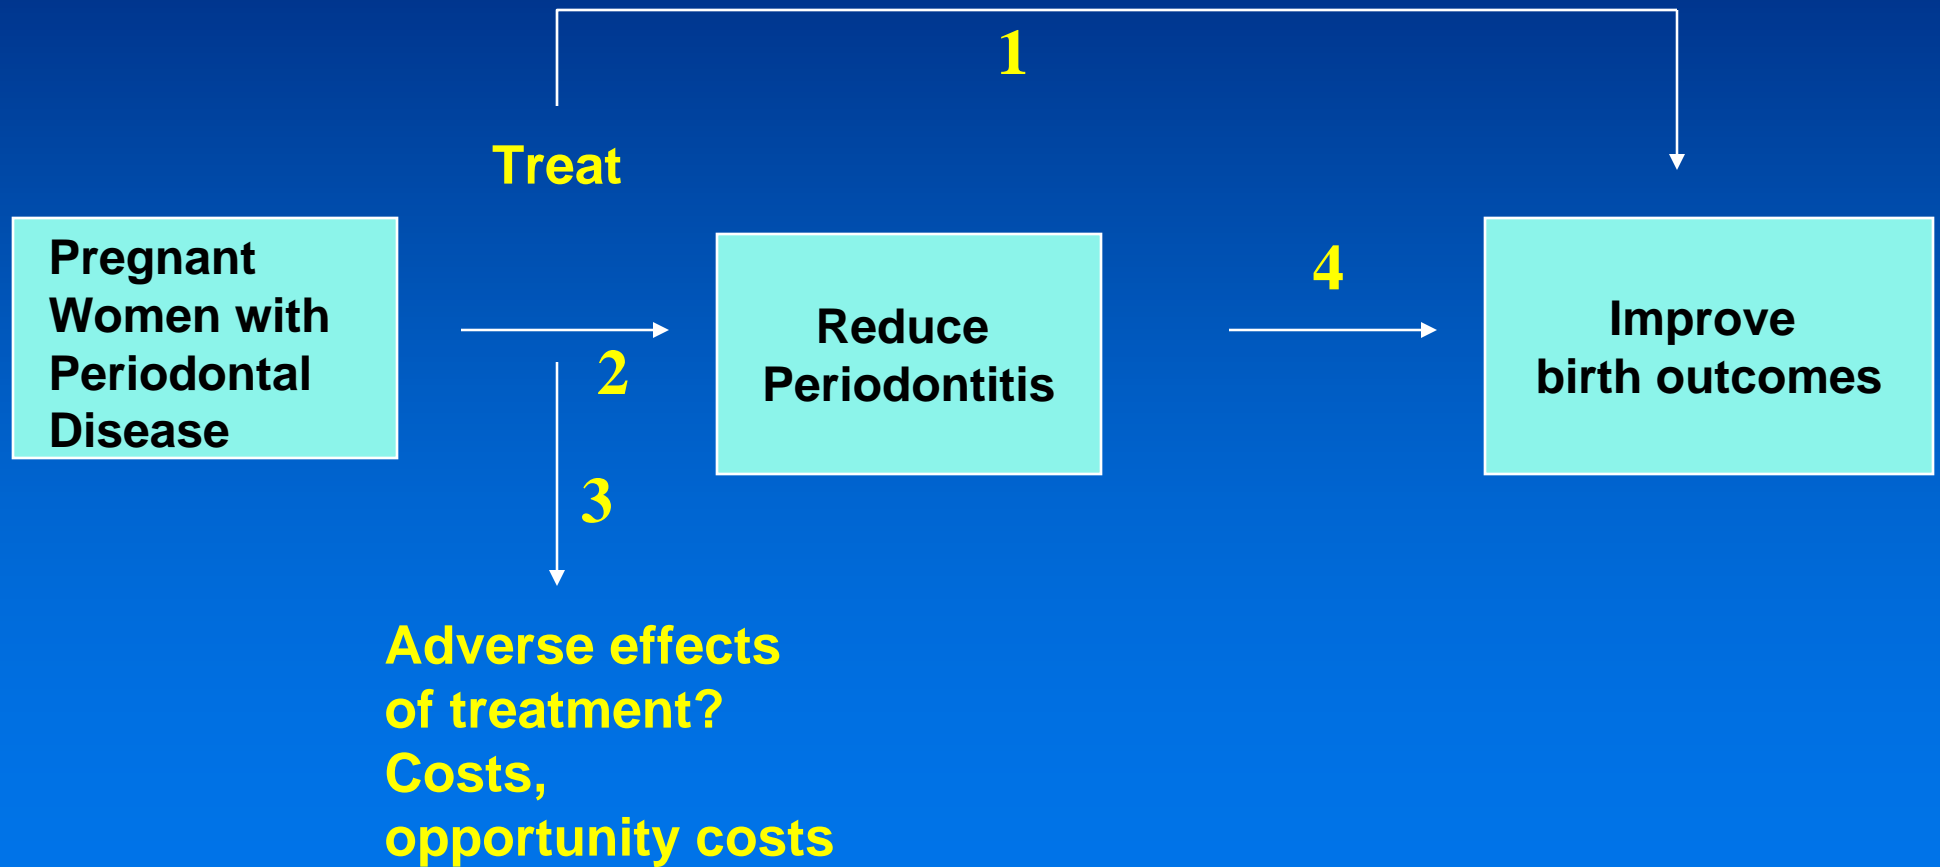 1
Treat
Pregnant
Women with
Periodontal
Disease
2
3
Reduce
Periodontitis
4
Improve
birth outcomes
Adverse effects
of treatment?
Costs,
opportunity costs